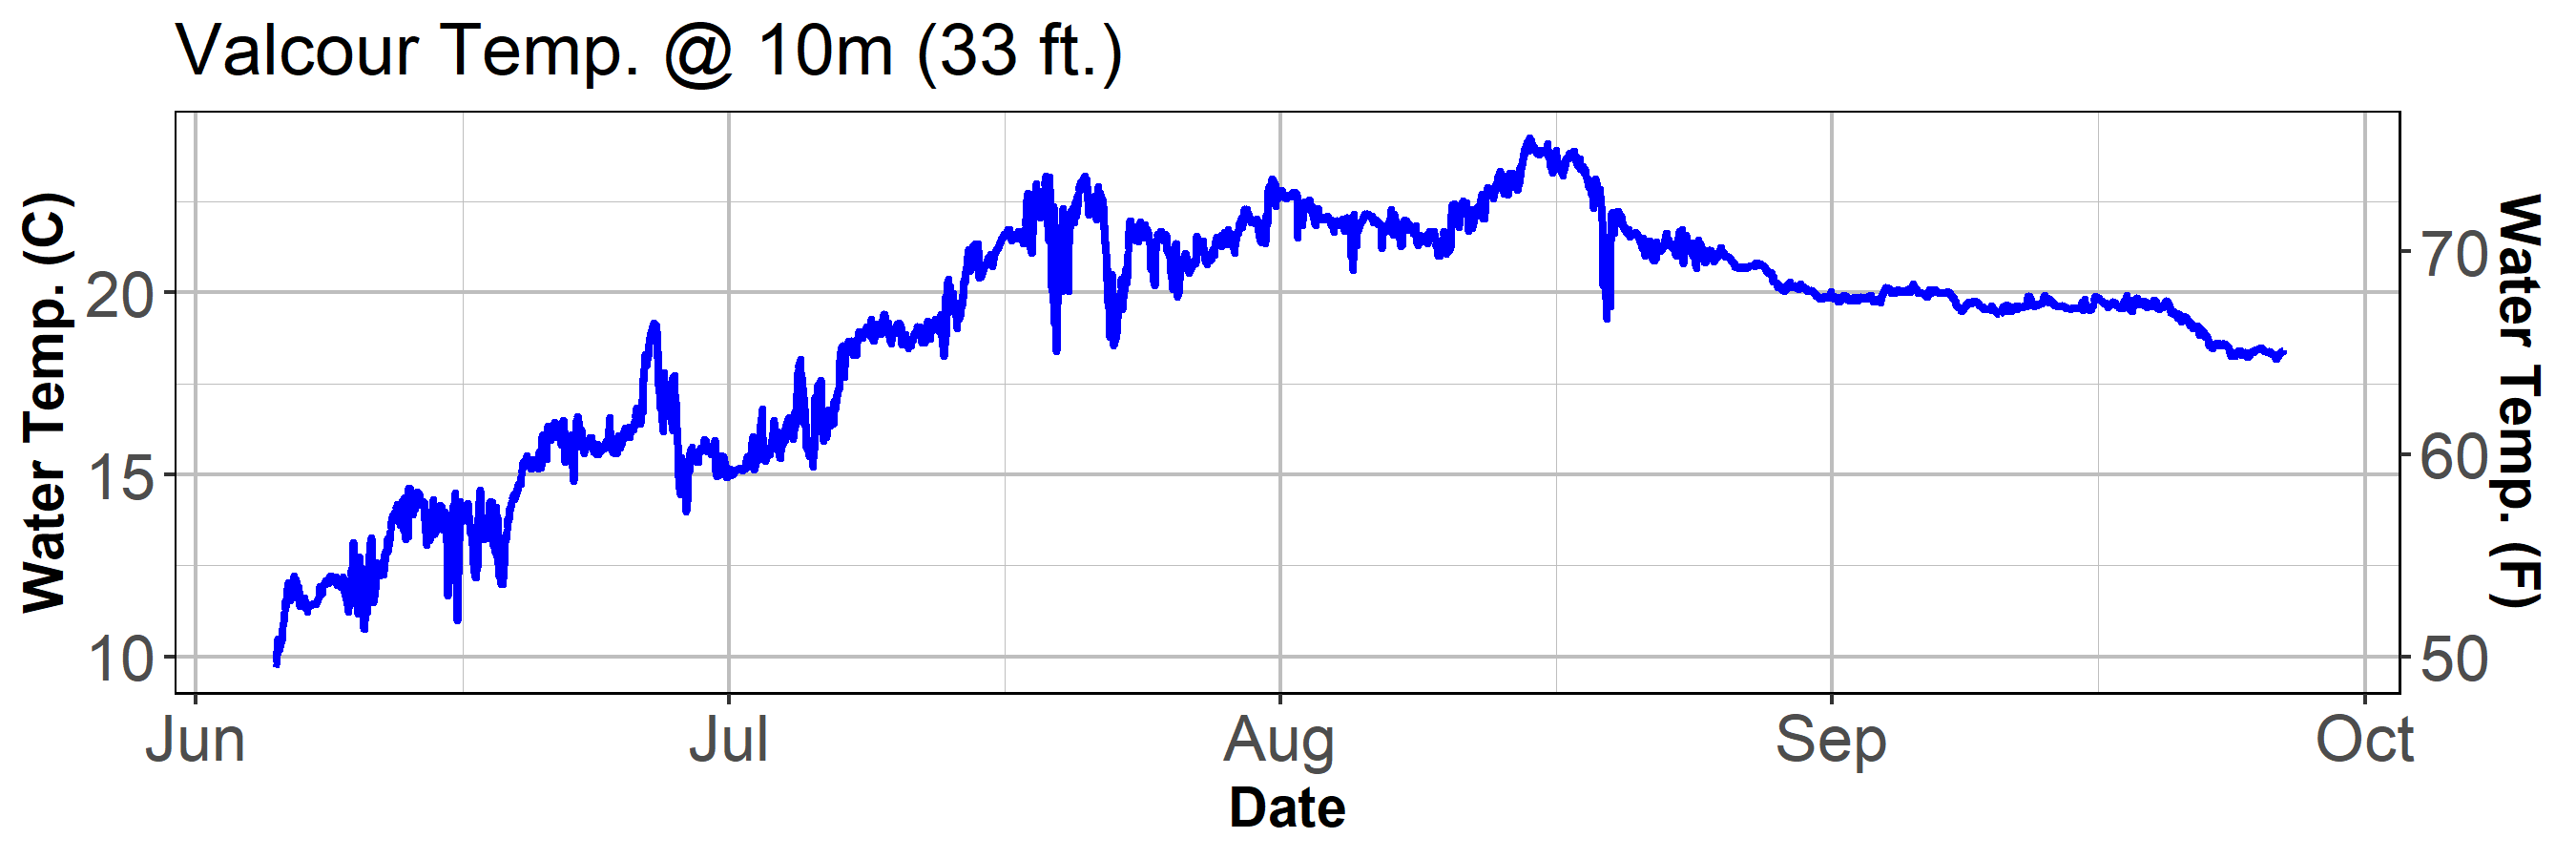 Valcour Temp. @ 10m (33 ft.)
Water Temp. (C)
20
15
10
70
60
50
Water Temp. (F)
Jun Jul Aug Sep Oct
Date